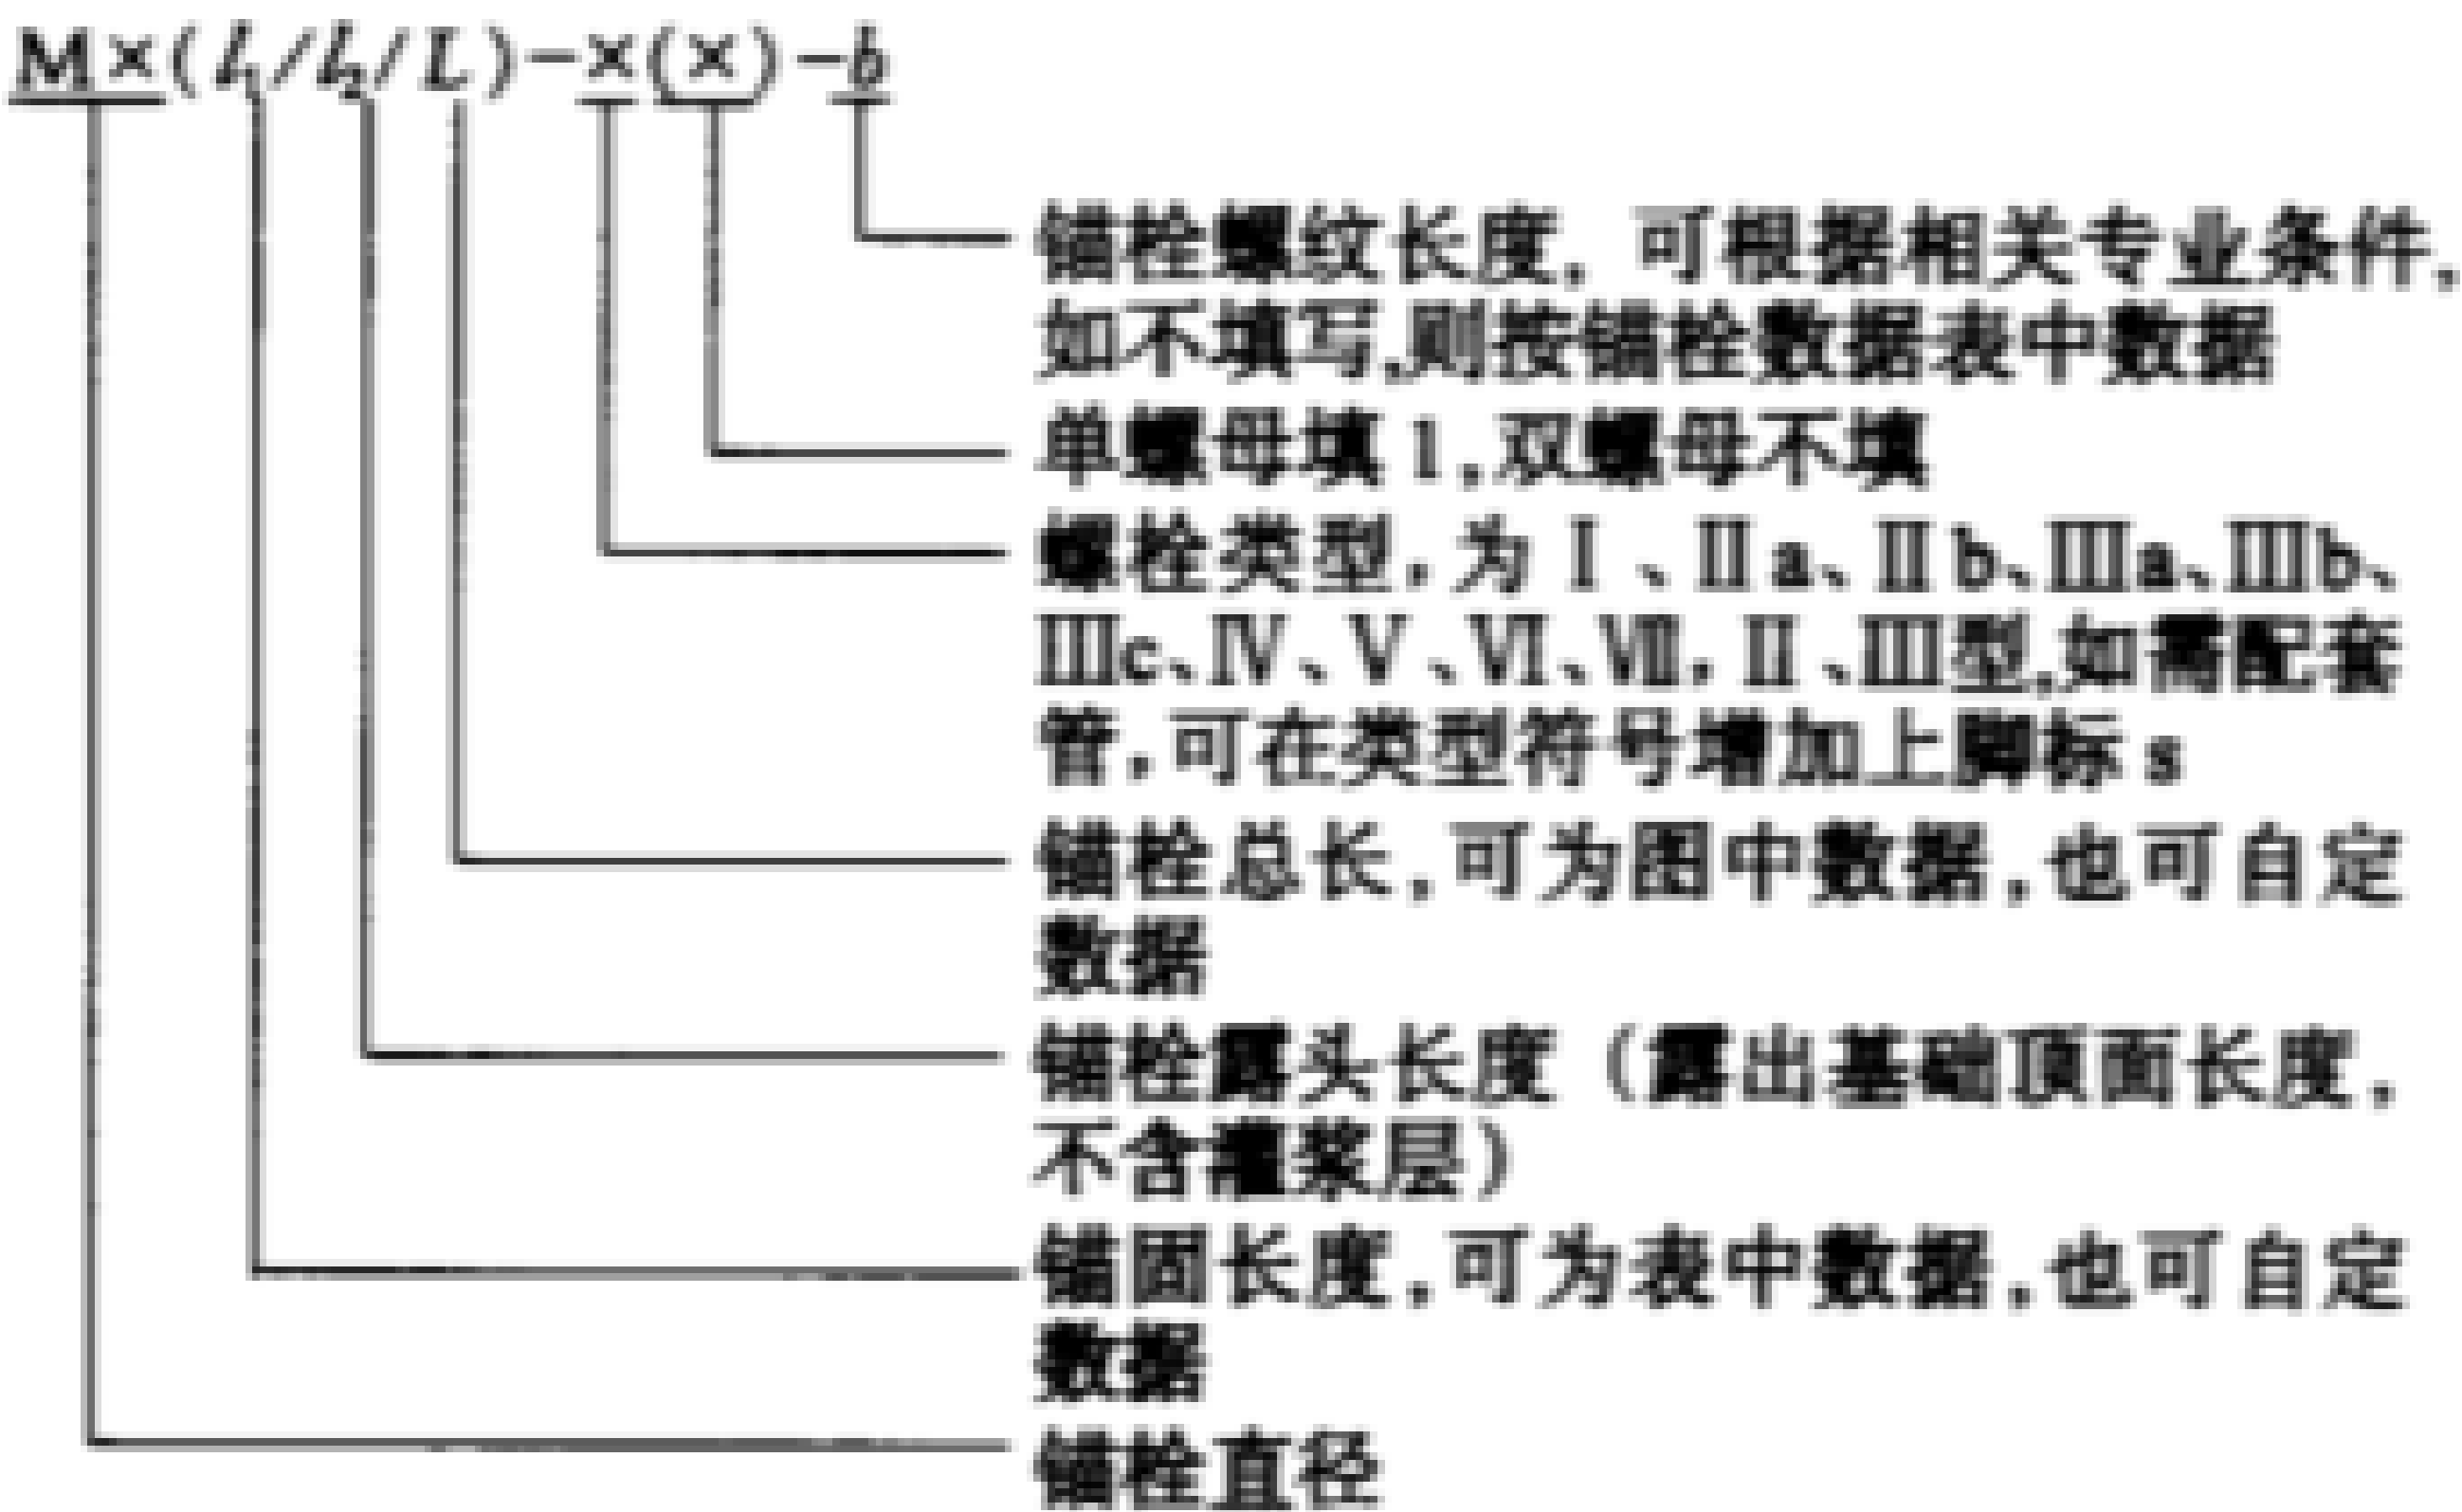 M×(l₁/l₂/L)-×(×)-b
锚栓螺纹长度, 可根据相关专业条件,
如不填写,则按锚栓数据表中数据
单螺母填1,双螺母不填
螺栓类型,为Ⅰ、Ⅱa、Ⅱb、Ⅲa、Ⅲb、
Ⅲc、Ⅳ、Ⅴ、Ⅵ、Ⅶ,Ⅱ、Ⅲ型,如需配套
管,可在类型符号增加上脚标s
锚栓总长,可为图中数据,也可自定
数据
锚栓露头长度(露出基础顶面长度,
不含灌浆层)
锚固长度,可为表中数据,也可自定
数据
锚栓直径